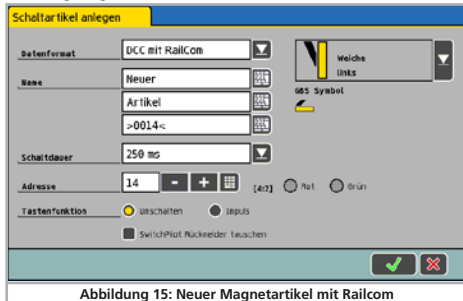 Schaltartikel anlegen
Datenformat DCC mit RailCom
Weiche
links
Name Neuer
GBS Symbol
Artikel
>0014<
Schaltdauer 250 ms
Adresse 14 - + [4:2] Rot Grün
Tastenfunktion Umschalten Impuls
SwitchPilot Rückmelder tauschen
Abbildung 15: Neuer Magnetartikel mit Railcom